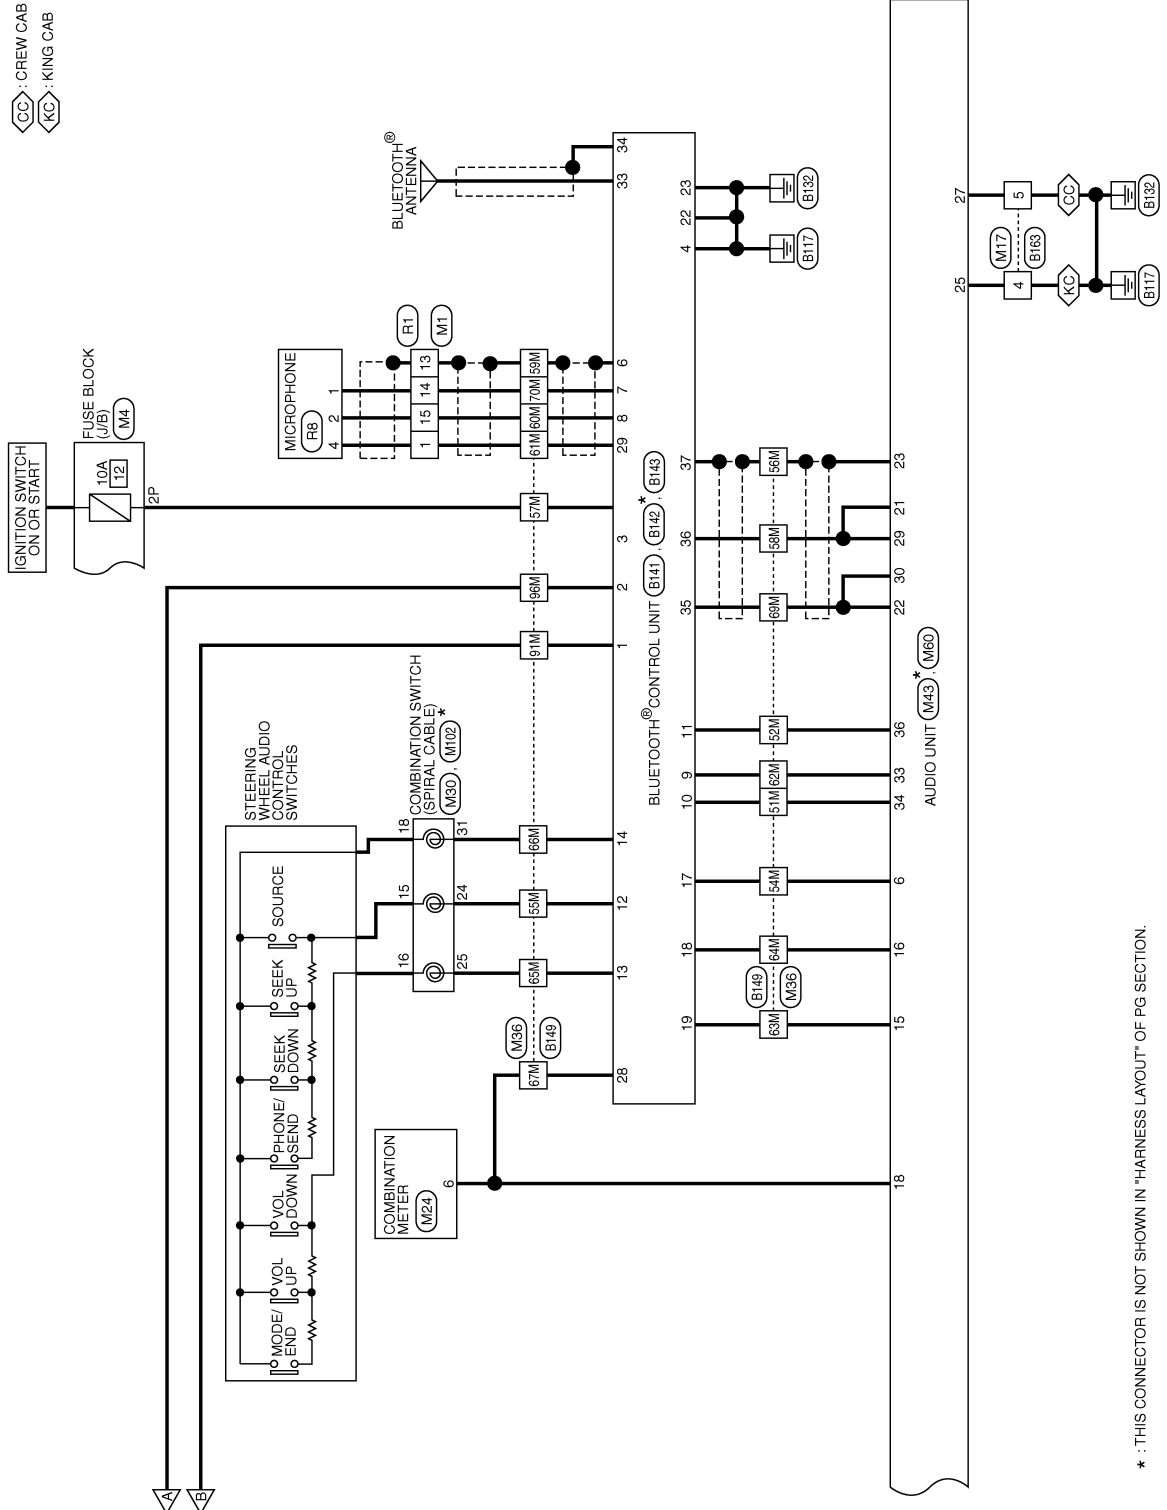 CC : CREW CAB
KC : KING CAB
IGNITION SWITCH
ON OR START
FUSE BLOCK
(J/B)
M4
10A
12
2P
BLUETOOTH®
ANTENNA
MICROPHONE
R8
4
2
1
R1
M1
1
15
14
13
61M
60M
70M
59M
57M
96M
91M
STEERING
WHEEL AUDIO
CONTROL
SWITCHES
MODE/
END
VOL
UP
VOL
DOWN
PHONE/
SEND
SEEK
DOWN
SEEK
UP
SOURCE
COMBINATION SWITCH
(SPIRAL CABLE)
M30 , M102 *
16
15
18
25
24
31
65M
55M
66M
M36
B149
67M
COMBINATION
METER
M24
6
28
13
12
14
1
2
3
29
8
7
6
33
34
BLUETOOTH® CONTROL UNIT B141 , B142 * , B143
19
18
17
10
9
11
35
36
37
4
22
23
B117
B132
B149
M36
63M
64M
54M
51M
62M
52M
69M
58M
56M
18
15
16
6
34
33
36
22
30
29
21
23
25
27
AUDIO UNIT M43 * , M60
M17
B163
4
5
KC
CC
B117
B132
A
B
* : THIS CONNECTOR IS NOT SHOWN IN "HARNESS LAYOUT" OF PG SECTION.